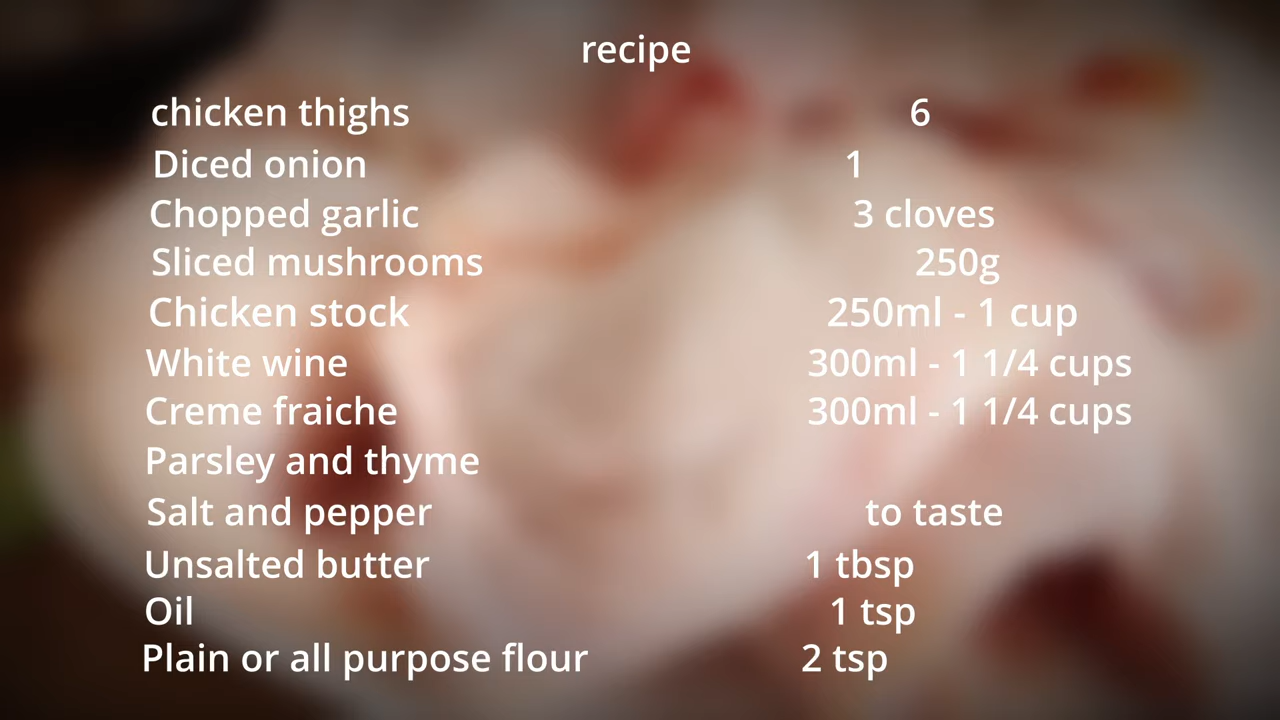 recipe
chicken thighs 6
Diced onion 1
Chopped garlic 3 cloves
Sliced mushrooms 250g
Chicken stock 250ml - 1 cup
White wine 300ml - 1 1/4 cups
Creme fraiche 300ml - 1 1/4 cups
Parsley and thyme
Salt and pepper to taste
Unsalted butter 1 tbsp
Oil 1 tsp
Plain or all purpose flour 2 tsp